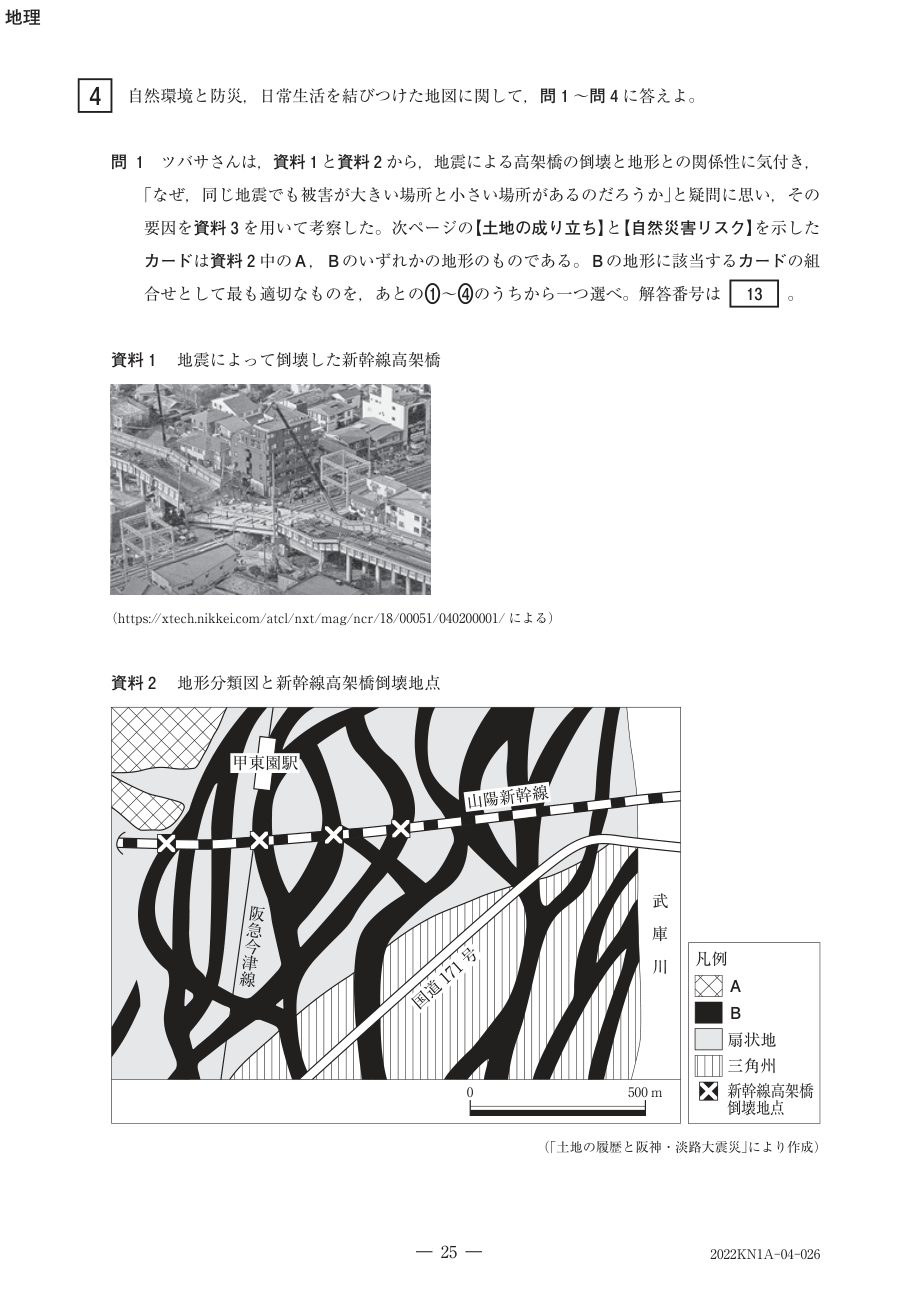 地理
4 自然環境と防災，日常生活を結びつけた地図に関して，問1～問4に答えよ。
問 1 ツバサさんは，資料1と資料2から，地震による高架橋の倒壊と地形との関係性に気付き，
「なぜ，同じ地震でも被害が大きい場所と小さい場所があるのだろうか」と疑問に思い，その
要因を資料3を用いて考察した。次ページの【土地の成り立ち】と【自然災害リスク】を示した
カードは資料2中のA，Bのいずれかの地形のものである。Bの地形に該当するカードの組
合せとして最も適切なものを，あとの①～④のうちから一つ選べ。解答番号は 13 。
資料1 地震によって倒壊した新幹線高架橋
（https://xtech.nikkei.com/atcl/nxt/mag/ncr/18/00051/040200001/ による）
資料2 地形分類図と新幹線高架橋倒壊地点
甲東園駅
山陽新幹線
阪急今津線
国道171号
武庫川
0 500 m
凡例
A
B
扇状地
三角州
新幹線高架橋
倒壊地点
（「土地の履歴と阪神・淡路大震災」により作成）
― 25 ―
2022KN1A-04-026